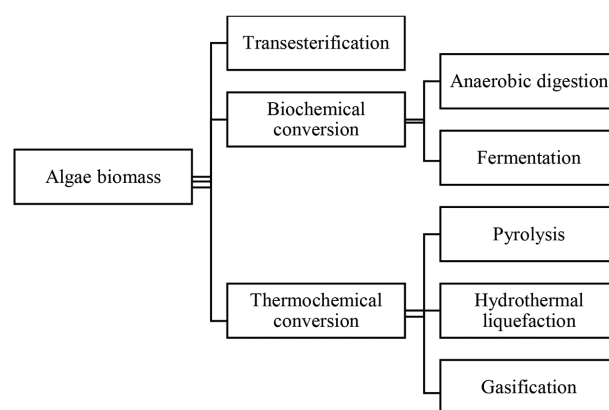 Transesterification
Anaerobic digestion
Biochemical
conversion
Fermentation
Algae biomass
Pyrolysis
Thermochemical
conversion
Hydrothermal
liquefaction
Gasification